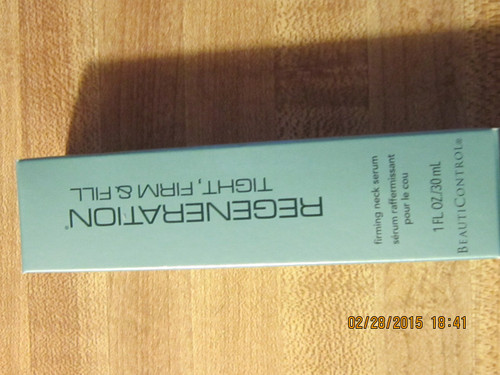 REGENERATION®
TIGHT, FIRM & FILL
firming neck serum
sérum raffermissant
pour le cou
1 FL OZ/30 mL
BEAUTICONTROL®
02/28/2015 18:41